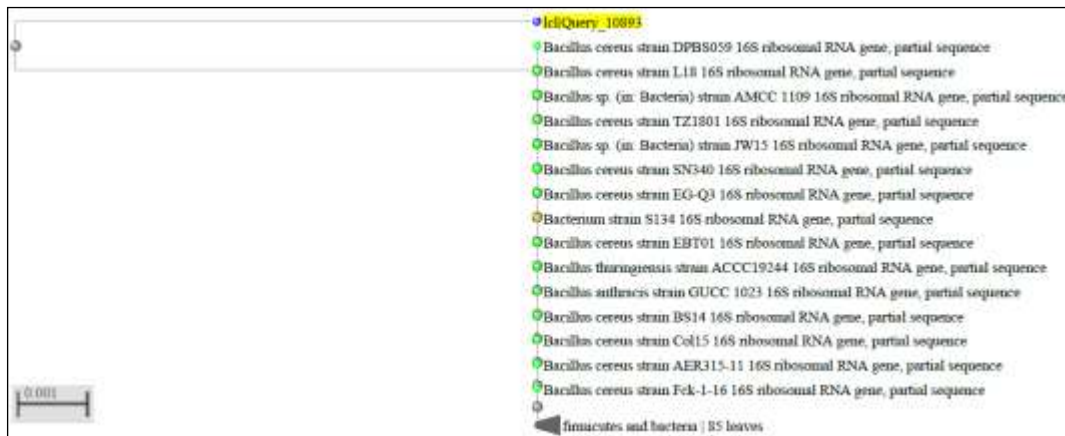 lcl|Query_10893
Bacillus cereus strain DPBS059 16S ribosomal RNA gene, partial sequence
Bacillus cereus strain L18 16S ribosomal RNA gene, partial sequence
Bacillus sp. (in: Bacteria) strain AMCC 1109 16S ribosomal RNA gene, partial sequence
Bacillus cereus strain TZ1801 16S ribosomal RNA gene, partial sequence
Bacillus sp. (in: Bacteria) strain JW15 16S ribosomal RNA gene, partial sequence
Bacillus cereus strain SN340 16S ribosomal RNA gene, partial sequence
Bacillus cereus strain EG-Q3 16S ribosomal RNA gene, partial sequence
Bacterium strain S134 16S ribosomal RNA gene, partial sequence
Bacillus cereus strain EBT01 16S ribosomal RNA gene, partial sequence
Bacillus thuringiensis strain ACCC19244 16S ribosomal RNA gene, partial sequence
Bacillus anthracis strain GUCC 1023 16S ribosomal RNA gene, partial sequence
Bacillus cereus strain BS14 16S ribosomal RNA gene, partial sequence
Bacillus cereus strain Col15 16S ribosomal RNA gene, partial sequence
Bacillus cereus strain AER315-11 16S ribosomal RNA gene, partial sequence
Bacillus cereus strain Fck-1-16 16S ribosomal RNA gene, partial sequence
0.001
firmicutes and bacteria | 85 leaves